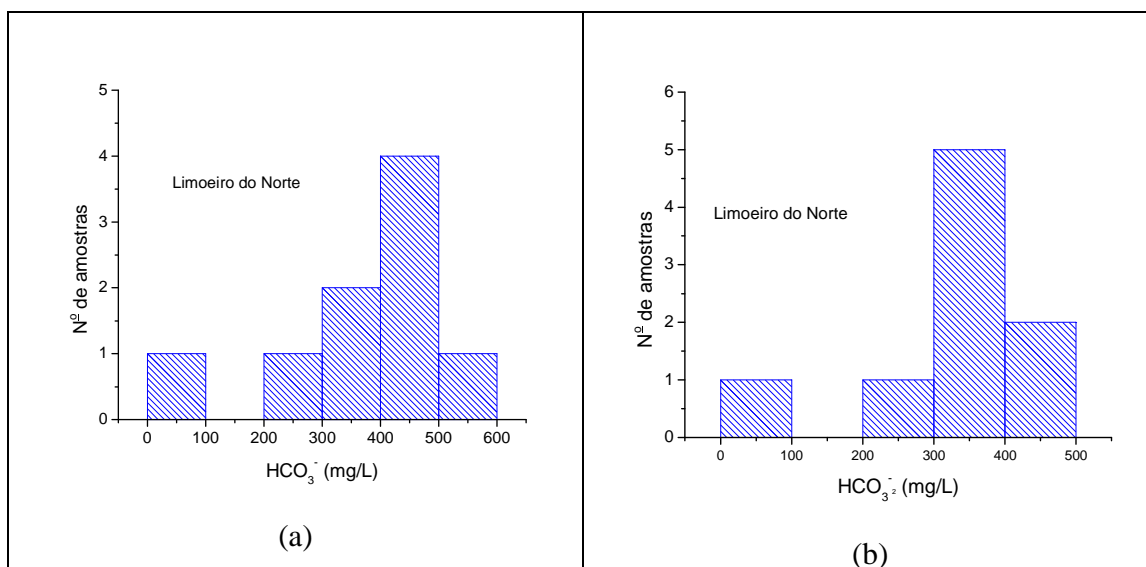 5
4
3
2
1
0
Nº de amostras
Limoeiro do Norte
0 100 200 300 400 500 600
HCO₃⁻ (mg/L)
(a)
6
5
4
3
2
1
0
Nº de amostras
Limoeiro do Norte
0 100 200 300 400 500
HCO₃⁻₂ (mg/L)
(b)